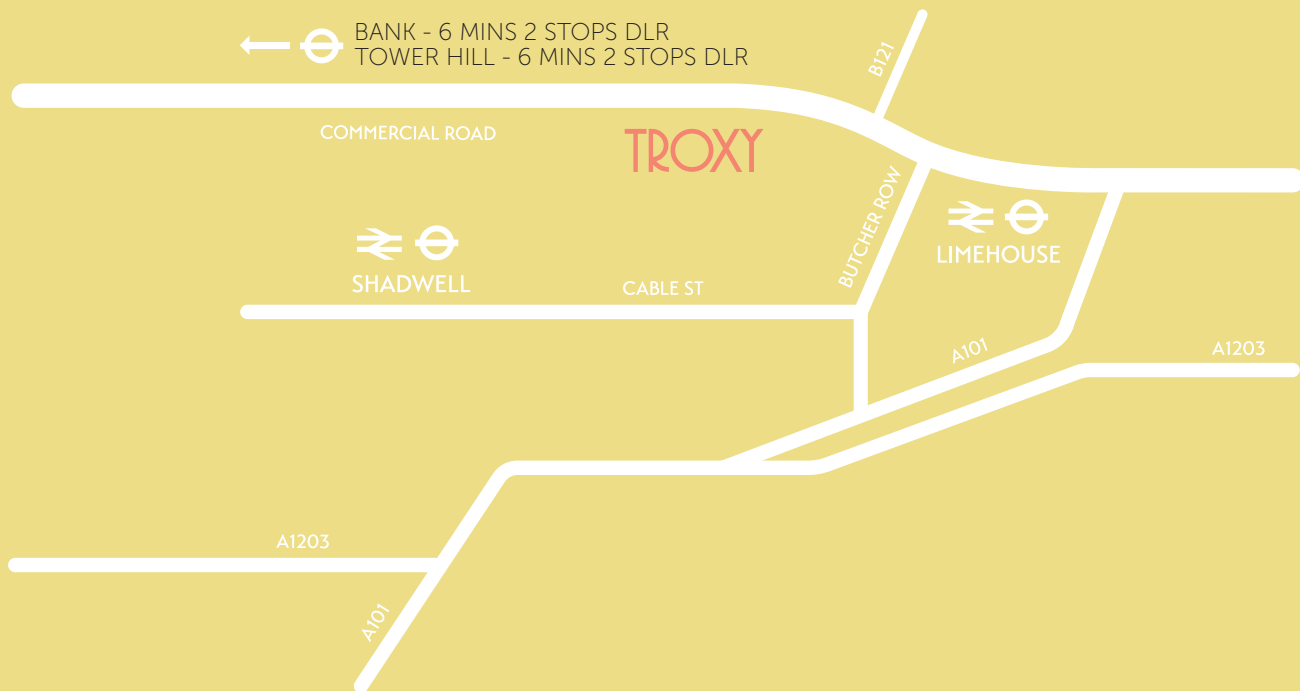 BANK - 6 MINS 2 STOPS DLR
TOWER HILL - 6 MINS 2 STOPS DLR
B121
COMMERCIAL ROAD
TROXY
BUTCHER ROW
LIMEHOUSE
SHADWELL
CABLE ST
A101
A1203
A1203
A101